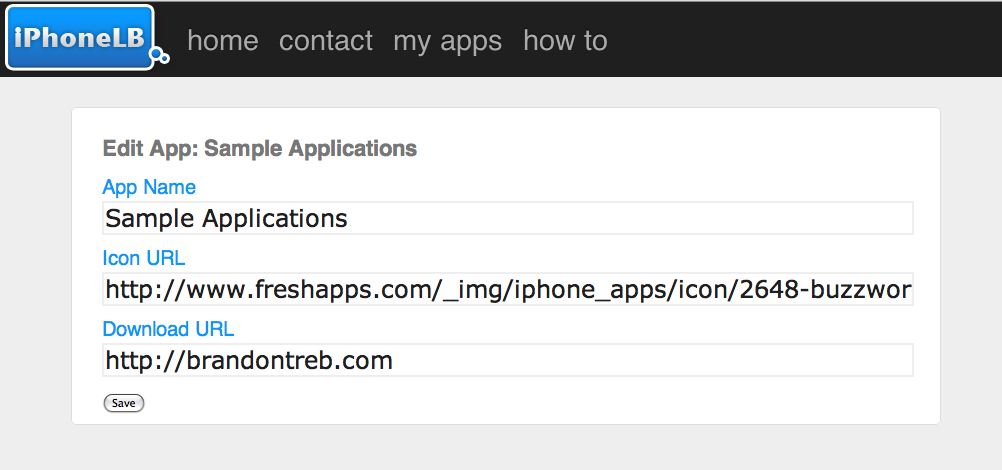 iPhoneLB home contact my apps how to
Edit App: Sample Applications
App Name
Sample Applications
Icon URL
http://www.freshapps.com/_img/iphone_apps/icon/2648-buzzwor
Download URL
http://brandontreb.com
Save